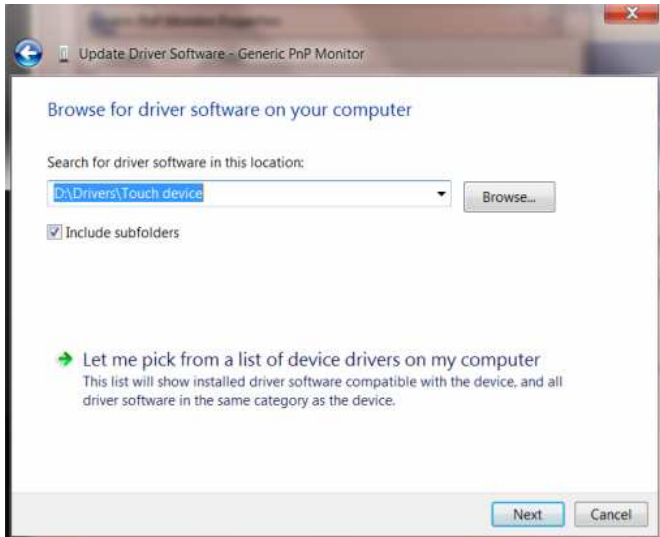 Update Driver Software - Generic PnP Monitor
Browse for driver software on your computer
Search for driver software in this location:
D:\Drivers\Touch device
Browse...
Include subfolders
Let me pick from a list of device drivers on my computer
This list will show installed driver software compatible with the device, and all
driver software in the same category as the device.
Next
Cancel